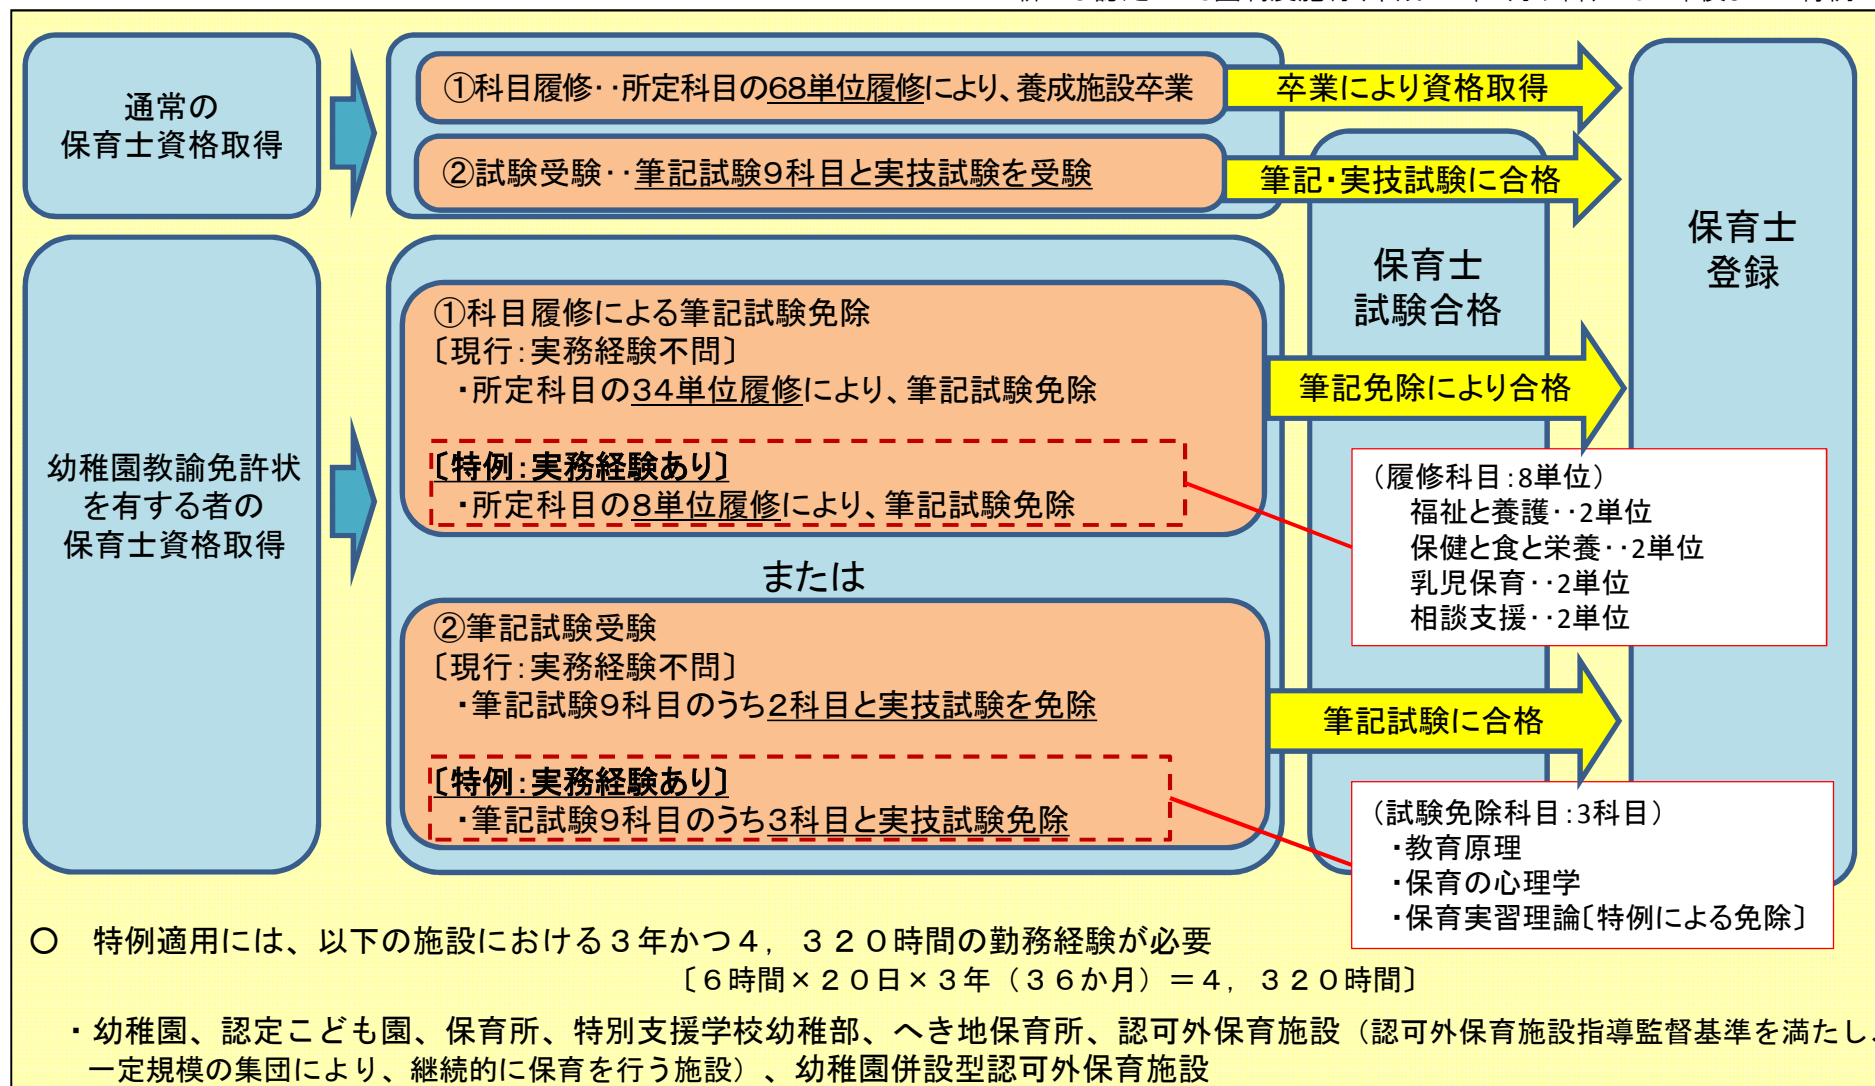 通常の
保育士資格取得
①科目履修‥所定科目の68単位履修により、養成施設卒業
卒業により資格取得
②試験受験‥筆記試験９科目と実技試験を受験
筆記・実技試験に合格
保育士
試験合格
保育士
登録
幼稚園教諭免許状
を有する者の
保育士資格取得
①科目履修による筆記試験免除
〔現行：実務経験不問〕
・所定科目の34単位履修により、筆記試験免除
〔特例：実務経験あり〕
・所定科目の8単位履修により、筆記試験免除
筆記免除により合格
（履修科目：8単位）
福祉と養護‥2単位
保健と食と栄養‥2単位
乳児保育‥2単位
相談支援‥2単位
または
②筆記試験受験
〔現行：実務経験不問〕
・筆記試験９科目のうち２科目と実技試験を免除
〔特例：実務経験あり〕
・筆記試験９科目のうち３科目と実技試験免除
筆記試験に合格
（試験免除科目：3科目）
・教育原理
・保育の心理学
・保育実習理論〔特例による免除〕
○　特例適用には、以下の施設における３年かつ４，３２０時間の勤務経験が必要
〔６時間×２０日×３年（３６か月）＝４，３２０時間〕
・幼稚園、認定こども園、保育所、特別支援学校幼稚部、へき地保育所、認可外保育施設（認可外保育施設指導監督基準を満たし、
一定規模の集団により、継続的に保育を行う施設）、幼稚園併設型認可外保育施設